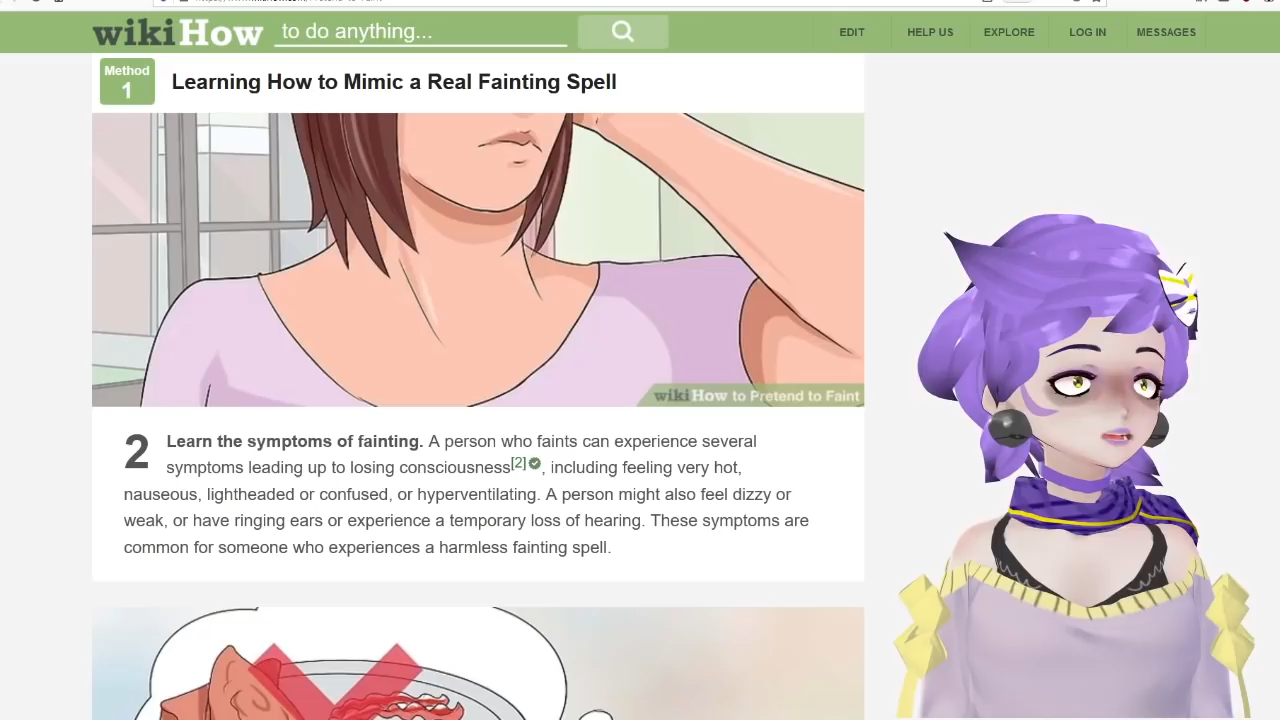 wikiHow to do anything...
EDIT HELP US EXPLORE LOG IN MESSAGES
Method
1
Learning How to Mimic a Real Fainting Spell
wikiHow to Pretend to Faint
2 Learn the symptoms of fainting. A person who faints can experience several
symptoms leading up to losing consciousness[2], including feeling very hot,
nauseous, lightheaded or confused, or hyperventilating. A person might also feel dizzy or
weak, or have ringing ears or experience a temporary loss of hearing. These symptoms are
common for someone who experiences a harmless fainting spell.